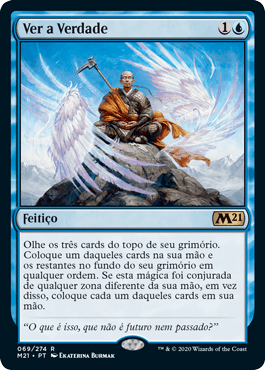 Ver a Verdade 1
Feitiço M21
Olhe os três cards do topo de seu grimório.
Coloque um daqueles cards na sua mão e
os restantes no fundo do seu grimório em
qualquer ordem. Se esta mágica foi conjurada
de qualquer zona diferente da sua mão, em vez
disso, coloque cada um daqueles cards em sua
mão.
“O que é isso, que não é futuro nem passado?”
069/274 R
M21 • PT EKATERINA BURMAK
™ & © 2020 Wizards of the Coast